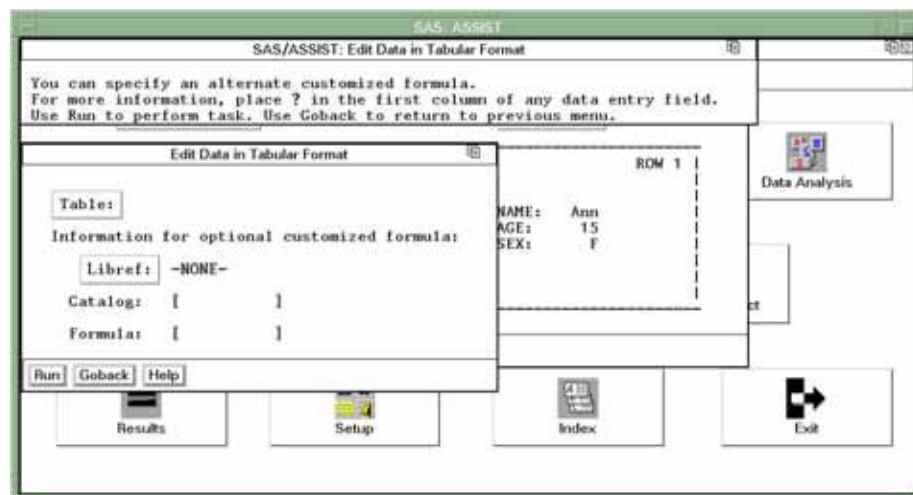 SAS: ASSIST
SAS/ASSIST: Edit Data in Tabular Format
You can specify an alternate customized formula.
For more information, place ? in the first column of any data entry field.
Use Run to perform task. Use Goback to return to previous menu.
Edit Data in Tabular Format
ROW 1
Data Analysis
Table:
NAME: Ann
AGE: 15
SEX: F
Information for optional customized formula:
Libref: -NONE-
Catalog: [ ]
ct
Formula: [ ]
Run Goback Help
Results
Setup
Index
Exit